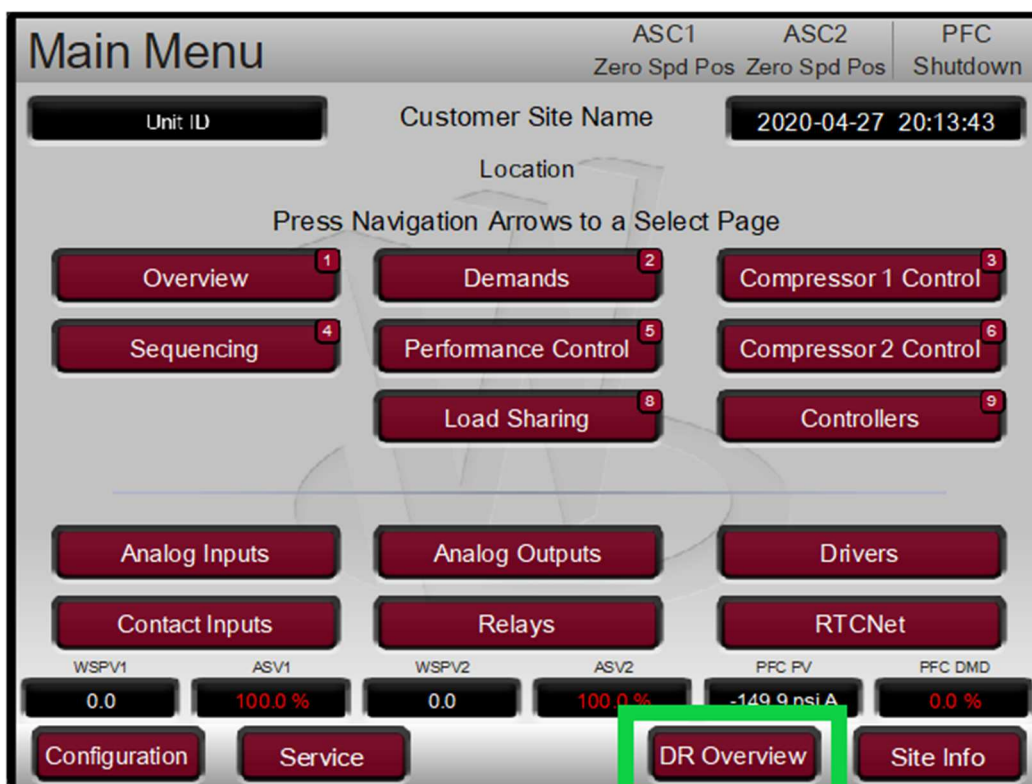 Main Menu
ASC1 ASC2 PFC
Zero Spd Pos Zero Spd Pos Shutdown
Unit ID Customer Site Name 2020-04-27 20:13:43
Location
Press Navigation Arrows to a Select Page
Overview 1 Demands 2 Compressor 1 Control 3
Sequencing 4 Performance Control 5 Compressor 2 Control 6
Load Sharing 8 Controllers 9
Analog Inputs Analog Outputs Drivers
Contact Inputs Relays RTCNet
WSPV1 ASV1 WSPV2 ASV2 PFC PV PFC DMD
0.0 100.0 % 0.0 100.0 % -149.9 psi A 0.0 %
Configuration Service DR Overview Site Info